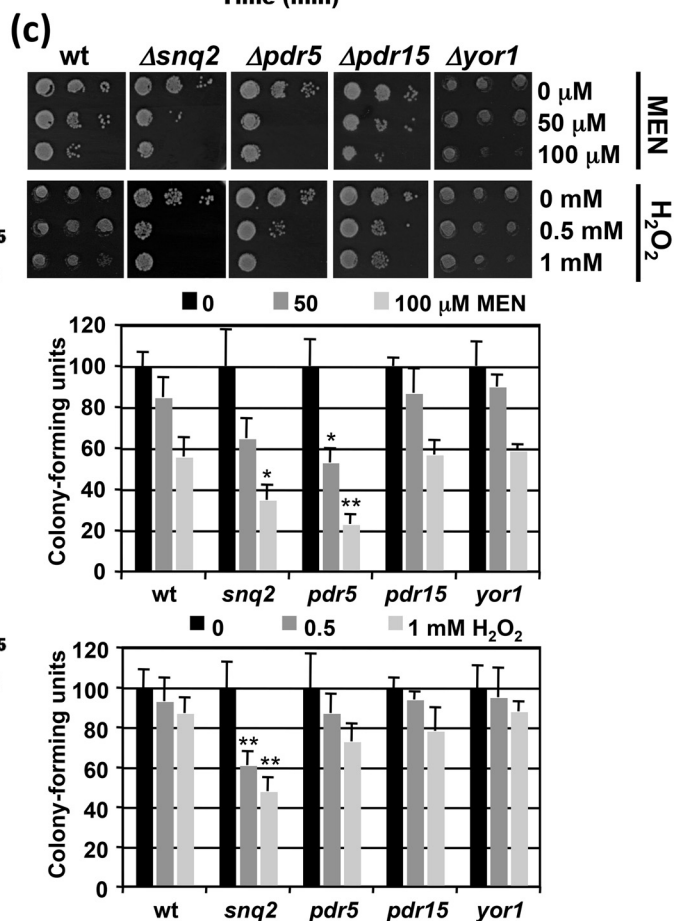 Time (min)
(c)
wt Δsnq2 Δpdr5 Δpdr15 Δyor1
0 μM
50 μM
100 μM
MEN
0 mM
0.5 mM
1 mM
H₂O₂
5
0 50 100 μM MEN
Colony-forming units
120
100
80
60
40
20
0
* * ** 
wt snq2 pdr5 pdr15 yor1
5
0 0.5 1 mM H₂O₂
Colony-forming units
120
100
80
60
40
20
0
** **
wt snq2 pdr5 pdr15 yor1